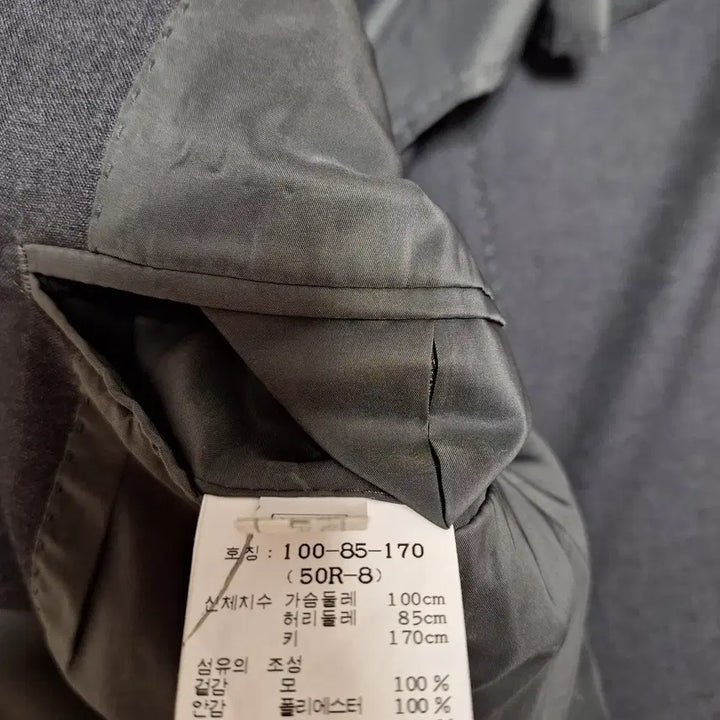 호칭 : 100-85-170
(50R-8)
신체치수 가슴둘레 100cm
허리둘레 85cm
키 170cm
섬유의 조성
겉감 모 100 %
안감 폴리에스터 100 %